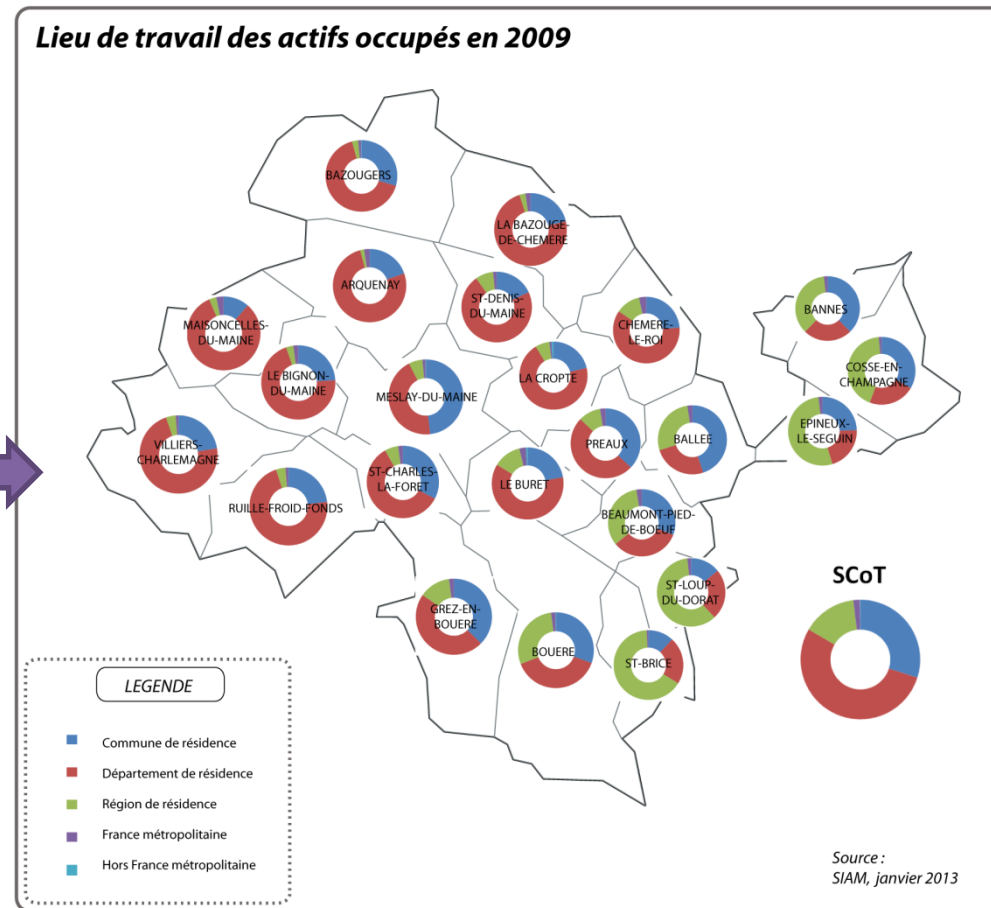 Lieu de travail des actifs occupés en 2009
BAZOUGERS
LA BAZOUGE-
DE-CHEMERE
ARQUENAY
ST-DENIS-
DU-MAINE
BANNES
MAISONCELLES-
DU-MAINE
CHEMERE-
LE-ROI
COSSE-EN-
CHAMPAGNE
LE BIGNON-
DU-MAINE
LA CROPTE
MESLAY-DU-MAINE
EPINEUX-
LE-SEGUIN
VILLIERS-
CHARLEMAGNE
PREAUX
BALLEE
ST-CHARLES-
LA-FORET
LE BURET
RUILLE-FROID-FONDS
BEAUMONT-PIED-
DE-BOEUF
ST-LOUP-
DU-DORAT
GREZ-EN-
BOUERE
BOUERE
ST-BRICE
SCoT
LEGENDE
Commune de résidence
Département de résidence
Région de résidence
France métropolitaine
Hors France métropolitaine
Source :
SIAM, janvier 2013